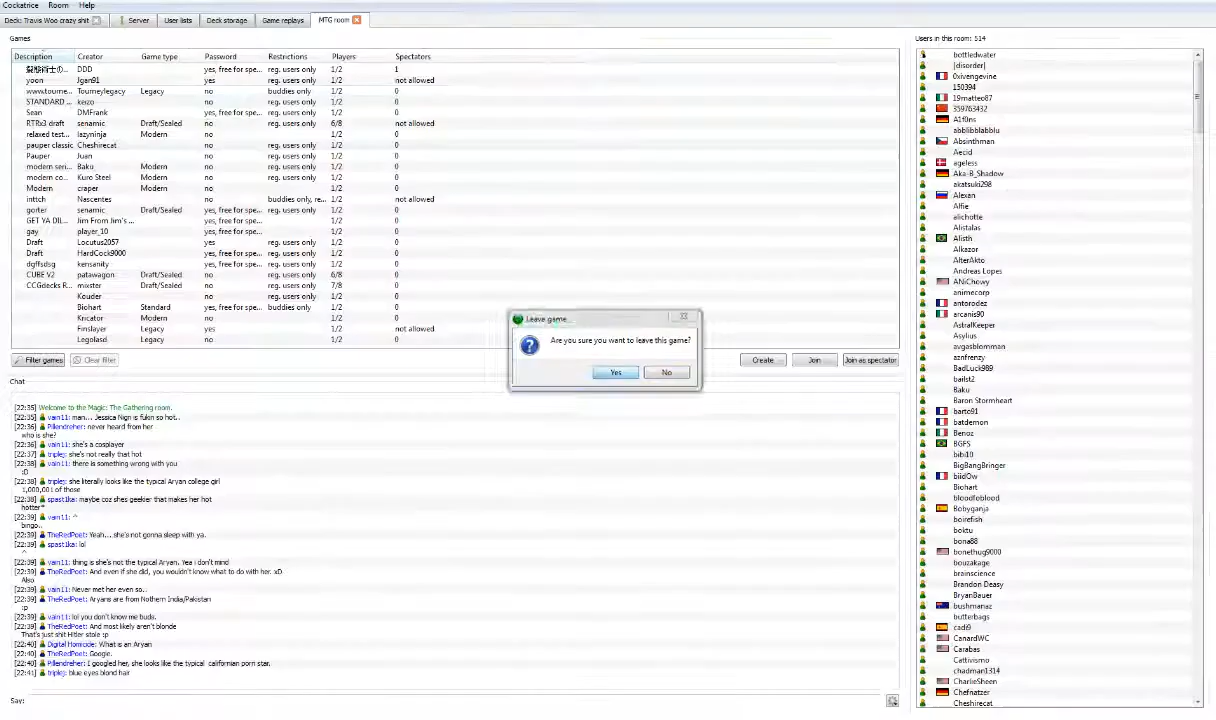 Cockatrice Room Help
Deck: Travis Woo crazy shit Server User lists Deck storage Game replays MTG room
Games
Description Creator Game type Password Restrictions Players Spectators
DDD yes, free for spe... reg. users only 1/2 1
yoon Jgan91 yes reg. users only 1/2 not allowed
www.tourne... Tourneylegacy Legacy no buddies only 1/2 0
STANDARD ... keizo no reg. users only 1/2 0
Sean DMFrank yes, free for spe... reg. users only 1/2 0
RTRx3 draft senamic Draft/Sealed no reg. users only 6/8 not allowed
relaxed test... lazyninja Modern no reg. users only 1/2 0
pauper classic Cheshirecat no reg. users only 1/2 0
Pauper Juan no reg. users only 1/2 0
modern seri... Baku Modern no reg. users only 1/2 0
modern co... Kuro Steel Modern no reg. users only 1/2 0
Modern craper Modern no 1/2 0
inttch Nascentes no buddies only, re... 1/2 not allowed
gorter senamic Draft/Sealed yes, free for spe... reg. users only 1/2 0
GET YA DIL... Jim From Jim's ... yes, free for spe... 1/2 0
gay player_10 yes, free for spe... 1/2 0
Draft Locutus2057 yes reg. users only 1/2 0
Draft HardCock9000 no reg. users only 1/2 0
dgffsdsg kensanity yes, free for spe... reg. users only 1/2 0
CUBE V2 patawagon Draft/Sealed no reg. users only 6/8 0
CCGdecks R... mixster Draft/Sealed no reg. users only 7/8 0
Kouder no reg. users only 1/2 0
Biohart Standard yes, free for spe... buddies only 1/2 0
Kricator Modern no 1/2 0
Finslayer Legacy yes 1/2 not allowed
Legolasd Legacy no 1/2 0
Filter games Clear filter Create Join Join as spectator
Leave game
Are you sure you want to leave this game?
Yes No
Chat
[22:35] Welcome to the Magic: The Gathering room.
[22:35] vain11: man... Jessica Nigri is fukin so hot..
[22:36] Pillendreher: never heard from her
who is she?
[22:36] vain11: she's a cosplayer
[22:37] triplej: she's not really that hot
[22:38] vain11: there is something wrong with you
:D
[22:38] triplej: she literally looks like the typical Aryan college girl
1,000,001 of those
[22:38] spast1ka: maybe coz shes geekier that makes her hot
hotter*
[22:39] vain11: ^
bingo..
[22:39] TheRedPoet: Yeah... she's not gonna sleep with ya.
[22:39] spast1ka: lol
^
[22:39] vain11: thing is she's not the typical Aryan. Yea i don't mind
[22:39] TheRedPoet: And even if she did, you wouldn't know what to do with her. xD
Also
[22:39] vain11: Never met her even so..
[22:39] TheRedPoet: Aryans are from Nothern India/Pakistan
:p
[22:39] vain11: lol you don't know me buds.
[22:39] TheRedPoet: And most likely aren't blonde
That's just shit Hitler stole :p
[22:40] Digital Homicide: What is an Aryan
[22:40] TheRedPoet: Google.
[22:40] Pillendreher: I googled her, she looks like the typical californian porn star.
[22:41] triplej: blue eyes blond hair
Say:
Users in this room: 514
bottledwater
[disorder]
0xivengevine
150394
19matteo87
359763432
A1f0ns
abblibblabblu
Absinthman
Aecid
ageless
Aka-B_Shadow
akatsuki298
Alexan
Alfie
alichotte
Alistalas
Alisth
Alkazor
AlterAkto
Andreas Lopes
ANiChowy
animecorp
antorodez
arcanis90
AstralKeeper
Asylius
avgasblomman
aznfrenzy
BadLuck989
bailst2
Baku
Baron Stormheart
barto91
batdemon
Benoz
BGFS
bibi10
BigBangBringer
biidOw
Biohart
bloodfeblood
Bobyganja
boirefish
boktu
bona88
bonethug9000
bouzakage
brainscience
Brandon Deasy
BryanBauer
bushmanaz
butterbags
cadi9
CanardWC
Carabas
Cattivismo
chadman1314
CharlieSheen
Chefnatzer
Cheshirecat